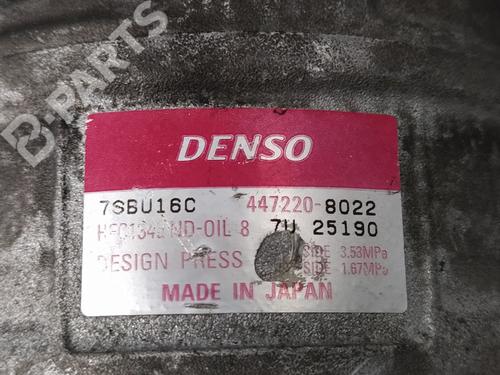 B-PARTS
DENSO
7SBU16C 447220-8022
ND-OIL 8 7U 25190
DESIGN PRESS SIDE 3.53MPa
SIDE 1.67MPa
MADE IN JAPAN
B-PARTS